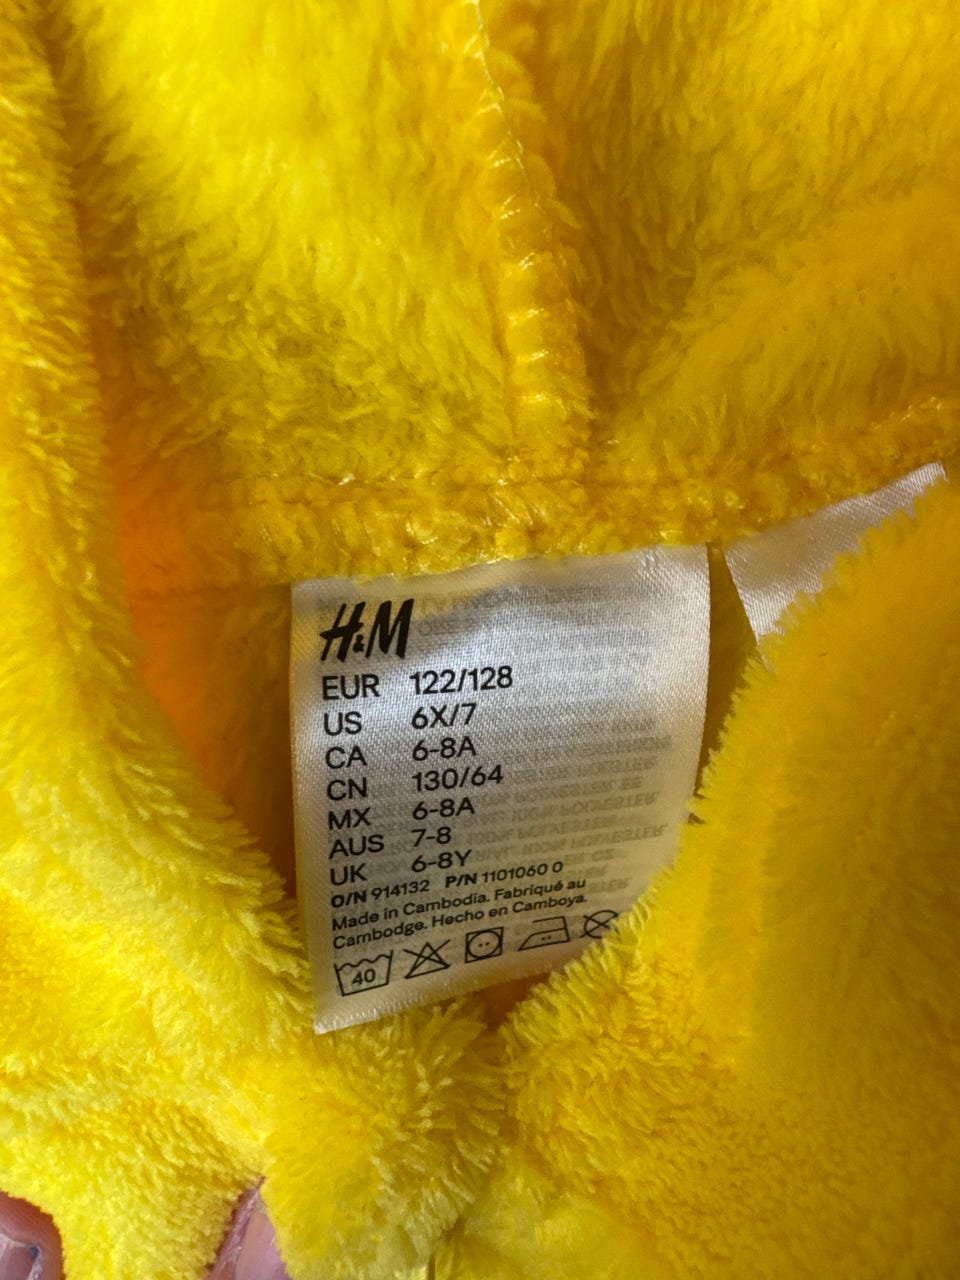 H&M
EUR 122/128
US 6X/7
CA 6-8A
CN 130/64
MX 6-8A
AUS 7-8
UK 6-8Y
O/N 914132 P/N 1101060 0
Made in Cambodia. Fabriqué au
Cambodge. Hecho en Camboya.
40